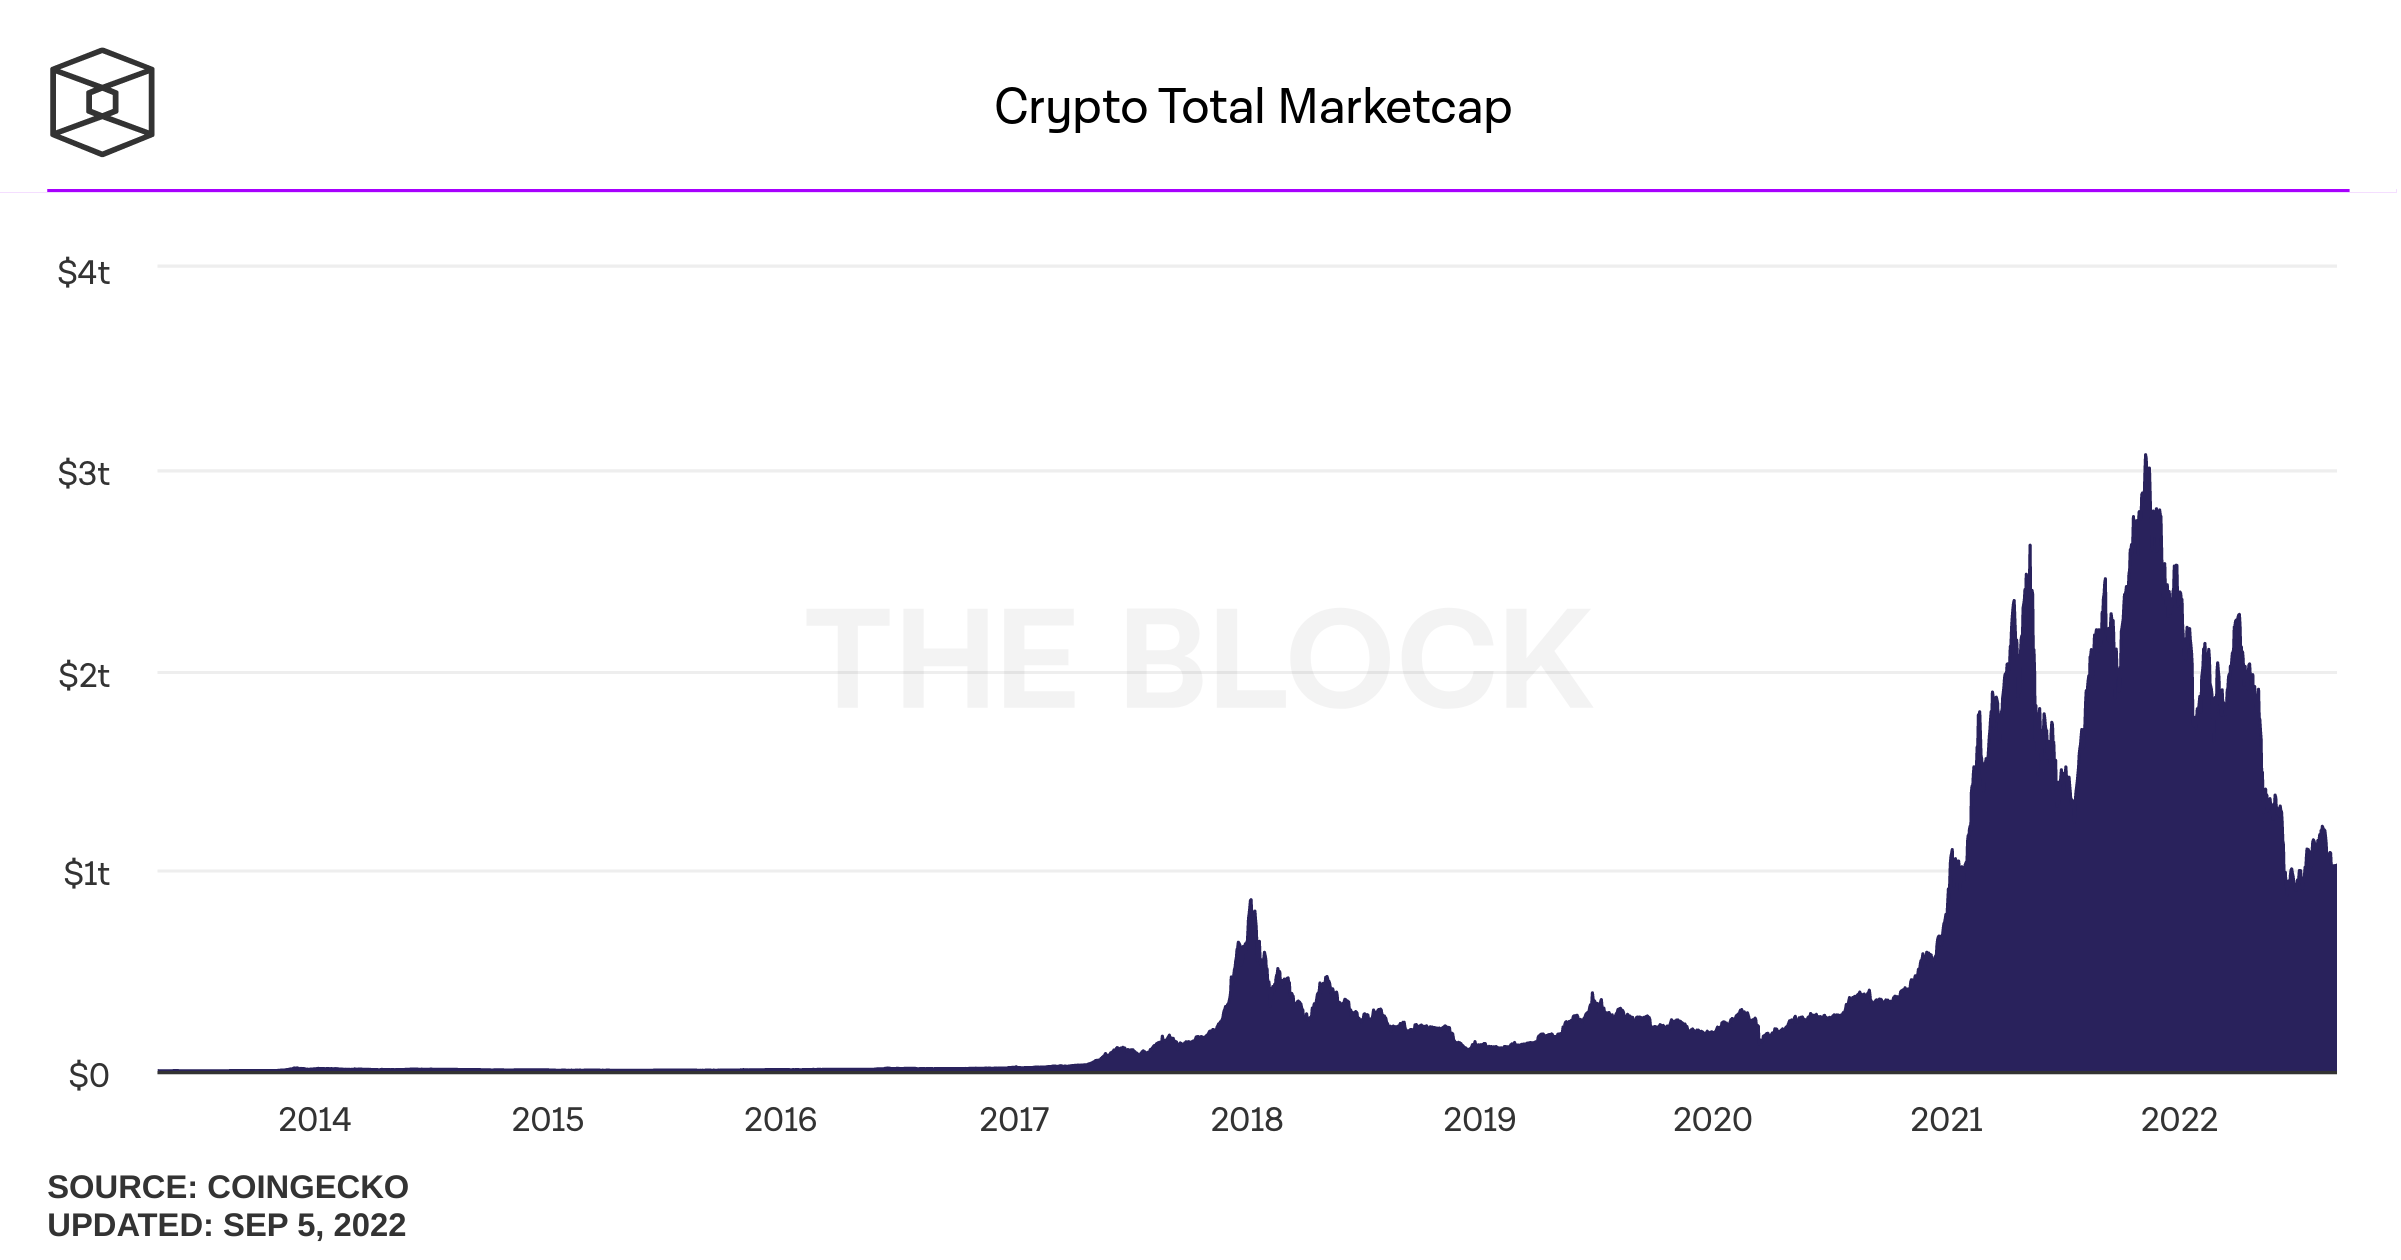 Crypto Total Marketcap
$4t
$3t
$2t
$1t
$0
THE BLOCK
2014 2015 2016 2017 2018 2019 2020 2021 2022
SOURCE: COINGECKO
UPDATED: SEP 5, 2022